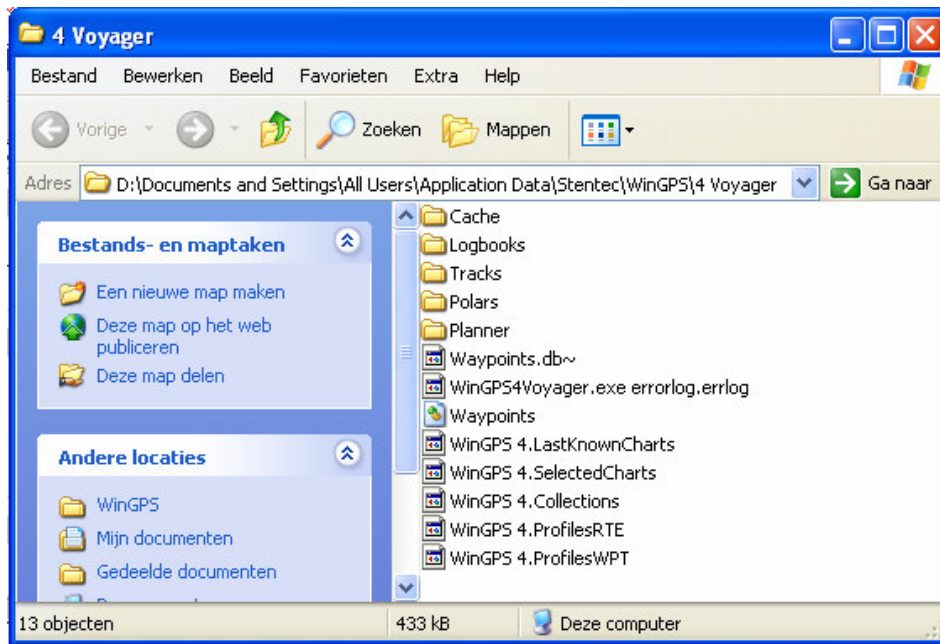 4 Voyager
Bestand Bewerken Beeld Favorieten Extra Help
Vorige Zoeken Mappen
Adres D:\Documents and Settings\All Users\Application Data\Stentec\WinGPS\4 Voyager Ga naar
Bestands- en maptaken
Een nieuwe map maken
Deze map op het web
publiceren
Deze map delen
Andere locaties
WinGPS
Mijn documenten
Gedeelde documenten
Cache
Logbooks
Tracks
Polars
Planner
Waypoints.db~
WinGPS4Voyager.exe errorlog.errlog
Waypoints
WinGPS 4.LastKnownCharts
WinGPS 4.SelectedCharts
WinGPS 4.Collections
WinGPS 4.ProfilesRTE
WinGPS 4.ProfilesWPT
13 objecten 433 kB Deze computer